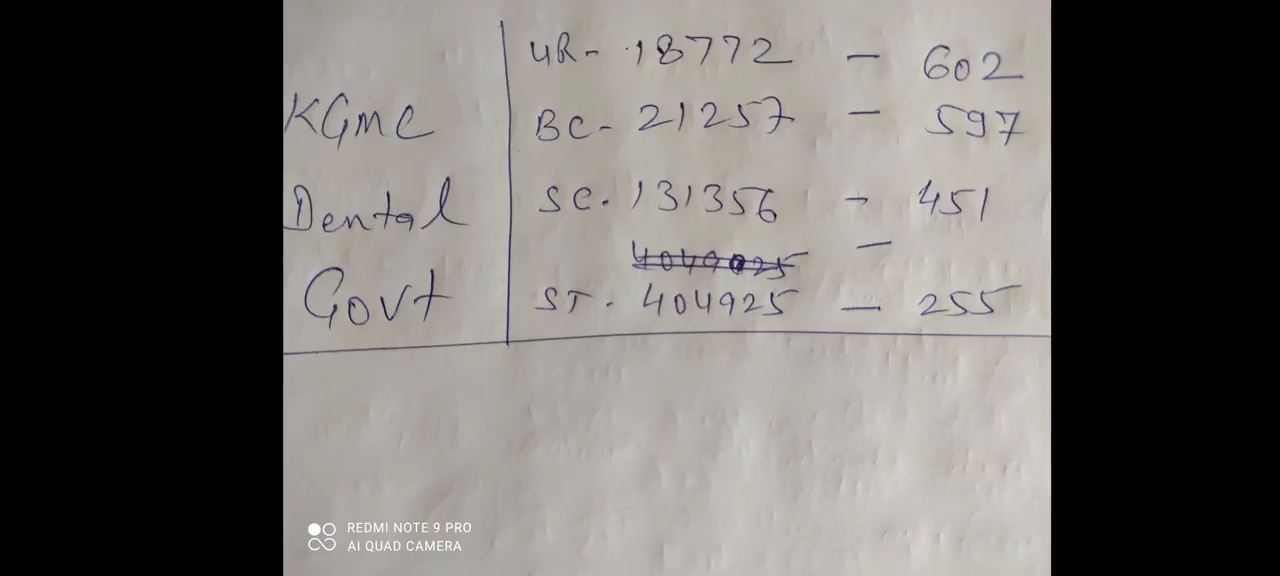 UR - 18772 - 602
KGMC BC - 21257 - 597
Dental SC. 131356 - 451
4049025 -
Govt ST. 404925 - 255
REDMI NOTE 9 PRO
AI QUAD CAMERA